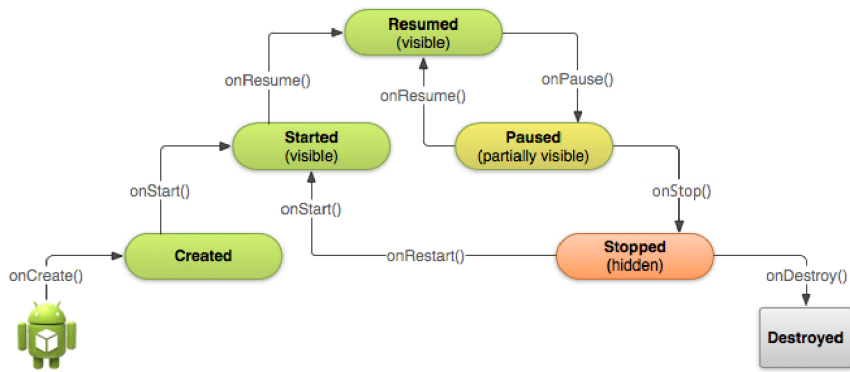 Resumed
(visible)
onResume()
onPause()
onResume()
Started
(visible)
Paused
(partially visible)
onStart()
onStop()
onStart()
Created
onRestart()
Stopped
(hidden)
onCreate()
onDestroy()
Destroyed